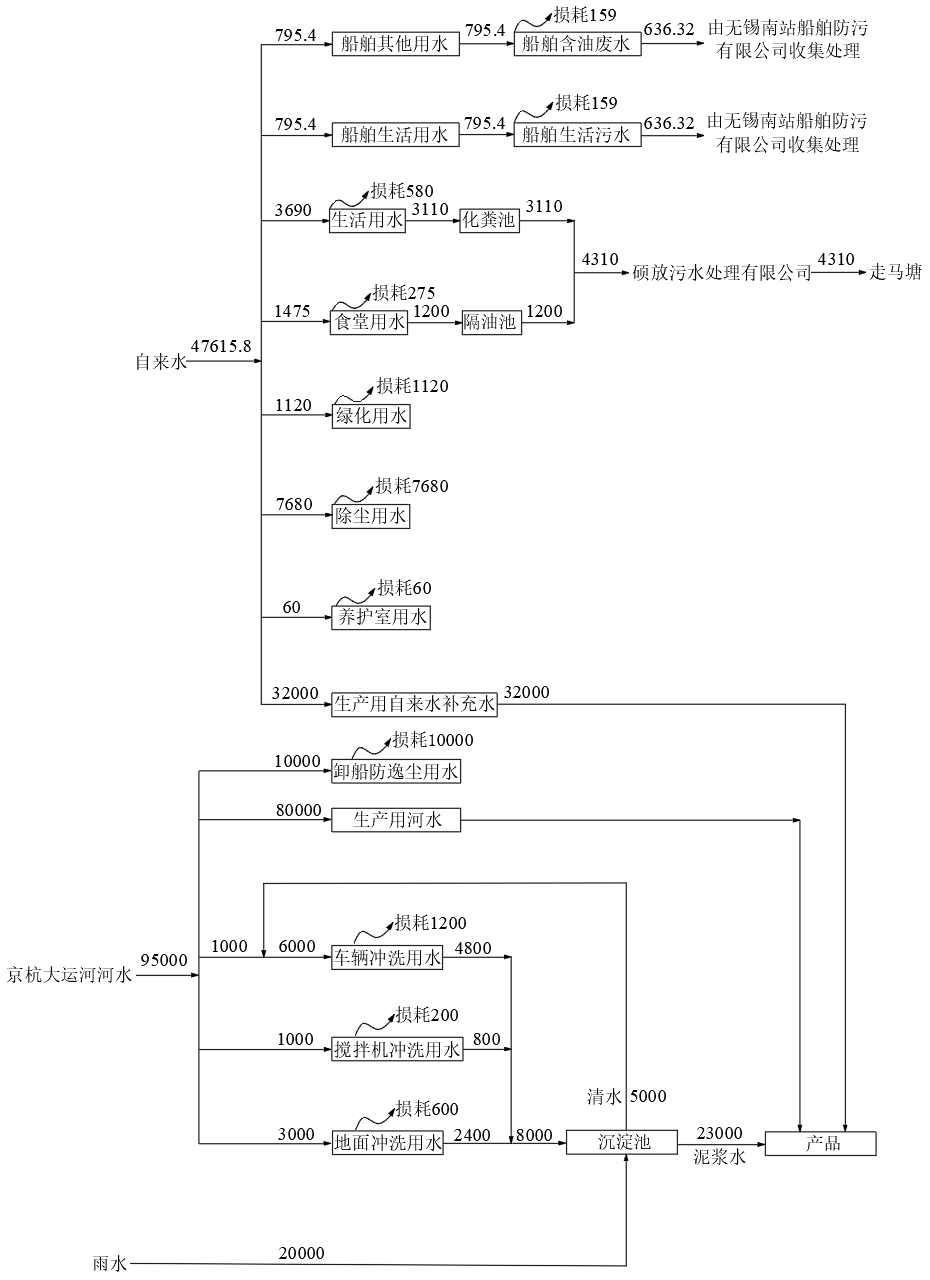 损耗159
795.4
船舶其他用水
795.4
船舶含油废水
636.32
由无锡南站船舶防污
有限公司收集处理
损耗159
795.4
船舶生活用水
795.4
船舶生活污水
636.32
由无锡南站船舶防污
有限公司收集处理
损耗580
3690
生活用水
3110
化粪池
3110
4310
硕放污水处理有限公司
4310
走马塘
损耗275
1475
食堂用水
1200
隔油池
1200
自来水
47615.8
损耗1120
1120
绿化用水
损耗7680
7680
除尘用水
损耗60
60
养护室用水
32000
生产用自来水补充水
32000
损耗10000
10000
卸船防逸尘用水
80000
生产用河水
损耗1200
1000
6000
车辆冲洗用水
4800
京杭大运河河水
95000
损耗200
1000
搅拌机冲洗用水
800
清水
5000
损耗600
3000
地面冲洗用水
2400
8000
沉淀池
23000
泥浆水
产品
雨水
20000